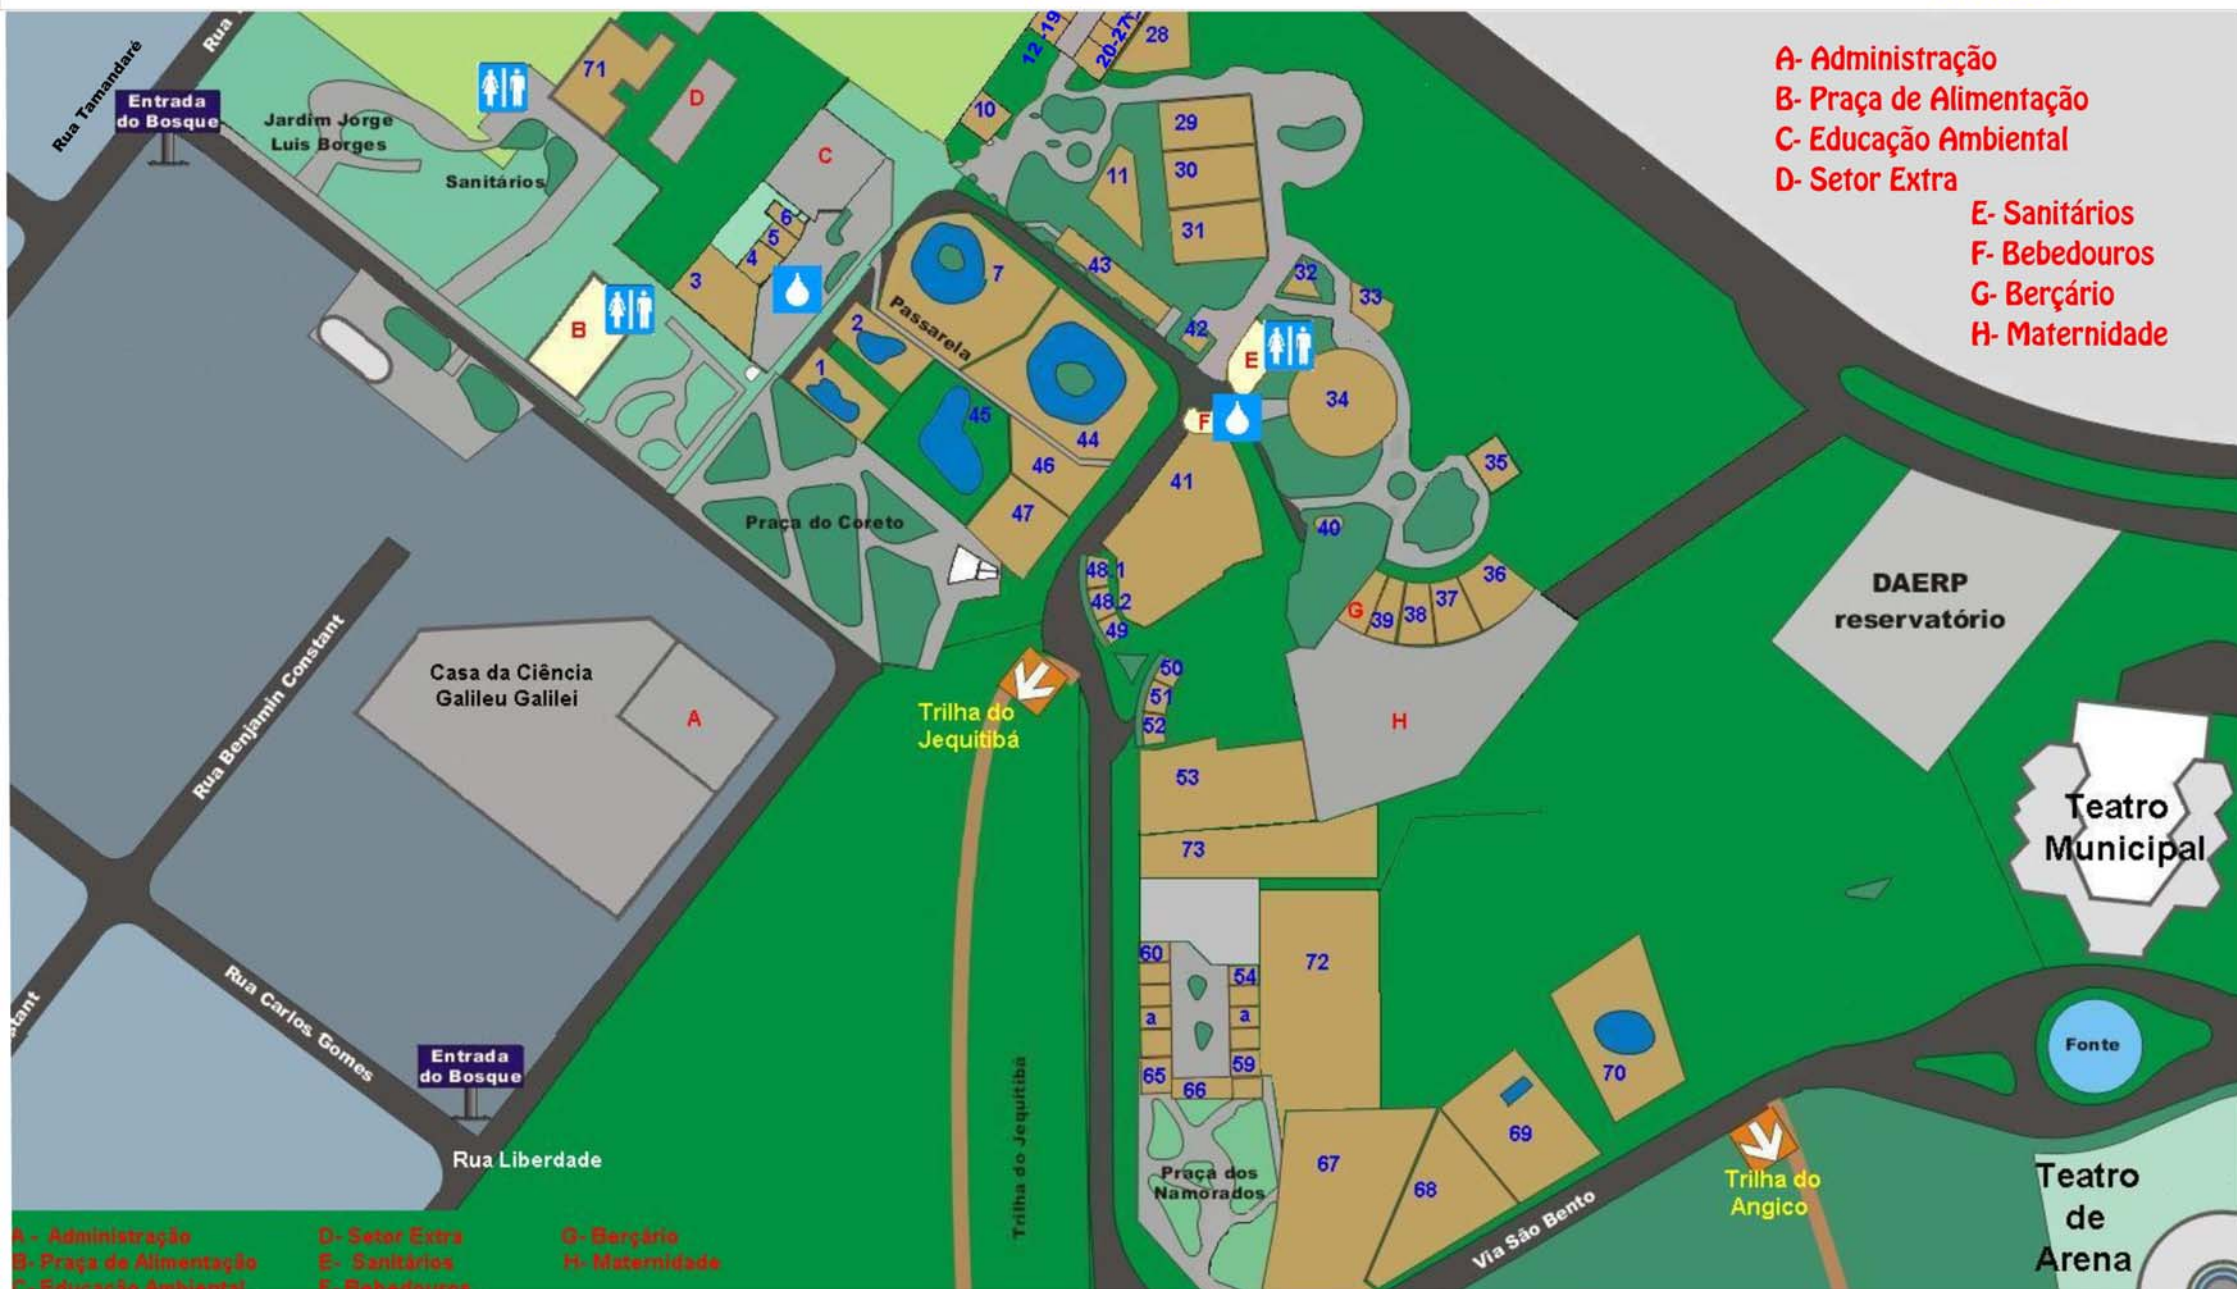 Rua Tamandaré
Rua
Entrada
do Bosque
Jardim Jorge
Luis Borges
Sanitários
71
D
C
10
12 -19
20-27
28
29
30
31
11
A- Administração
B- Praça de Alimentação
C- Educação Ambiental
D- Setor Extra
E- Sanitários
F- Bebedouros
G- Berçário
H- Maternidade
6
5
4
3
B
7
Passarela
2
1
43
42
32
33
E
F
34
45
44
46
47
41
35
Praça do Coreto
40
48.1
48.2
49
G
39
38
37
36
DAERP
reservatório
50
51
52
H
Casa da Ciência
Galileu Galilei
A
Rua Benjamin Constant
Trilha do
Jequitibá
53
73
Teatro
Municipal
60
54
a
a
59
65
66
72
Rua Carlos Gomes
Entrada
do Bosque
Rua Liberdade
Trilha do Jequitibá
Praça dos
Namorados
67
68
69
70
Fonte
Via São Bento
Trilha do
Angico
Teatro
de
Arena
A - Administração
B- Praça de Alimentação
C- Educação Ambiental
D- Setor Extra
E- Sanitários
F- Bebedouros
G- Berçário
H- Maternidade